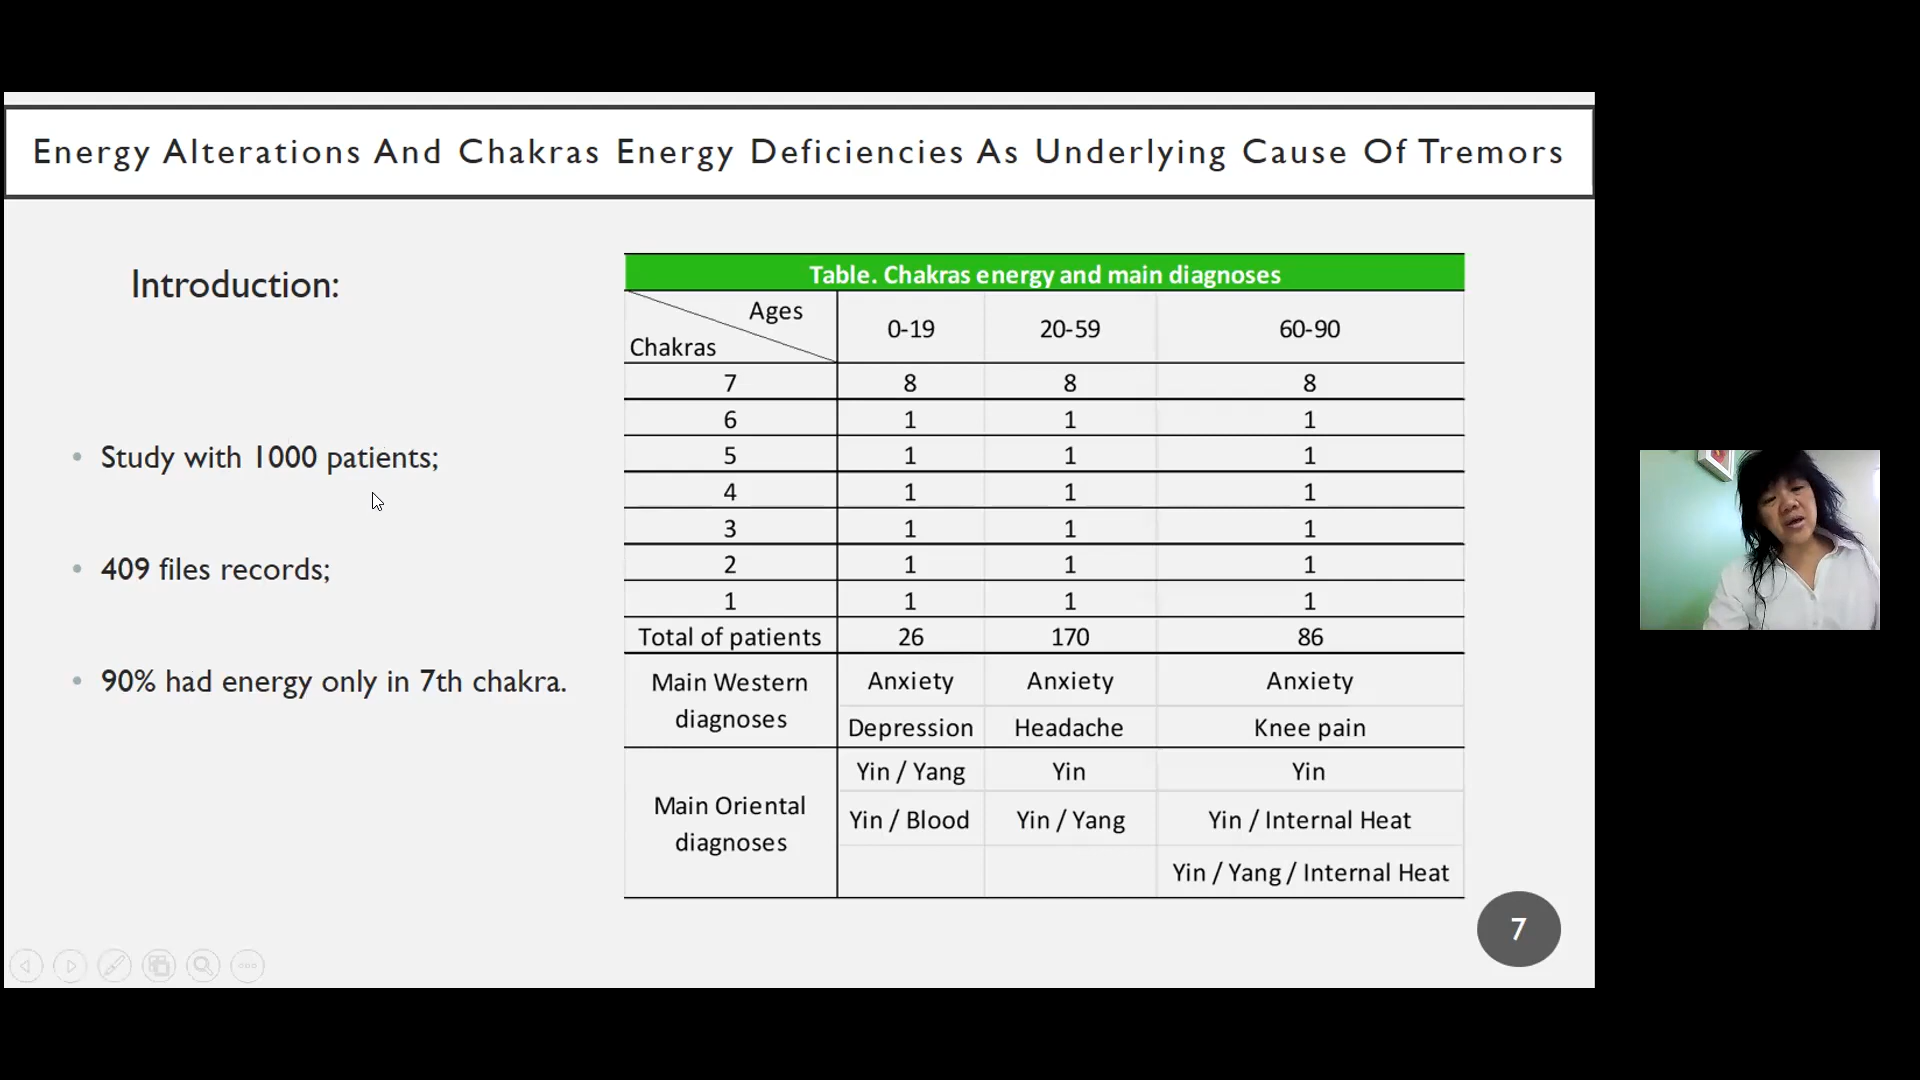 Energy Alterations And Chakras Energy Deficiencies As Underlying Cause Of Tremors
Introduction:
• Study with 1000 patients;
• 409 files records;
• 90% had energy only in 7th chakra.
Table. Chakras energy and main diagnoses
Ages
Chakras
0-19 20-59 60-90
7 8 8 8
6 1 1 1
5 1 1 1
4 1 1 1
3 1 1 1
2 1 1 1
1 1 1 1
Total of patients 26 170 86
Main Western
diagnoses
Anxiety Anxiety Anxiety
Depression Headache Knee pain
Main Oriental
diagnoses
Yin / Yang Yin Yin
Yin / Blood Yin / Yang Yin / Internal Heat
Yin / Yang / Internal Heat
7